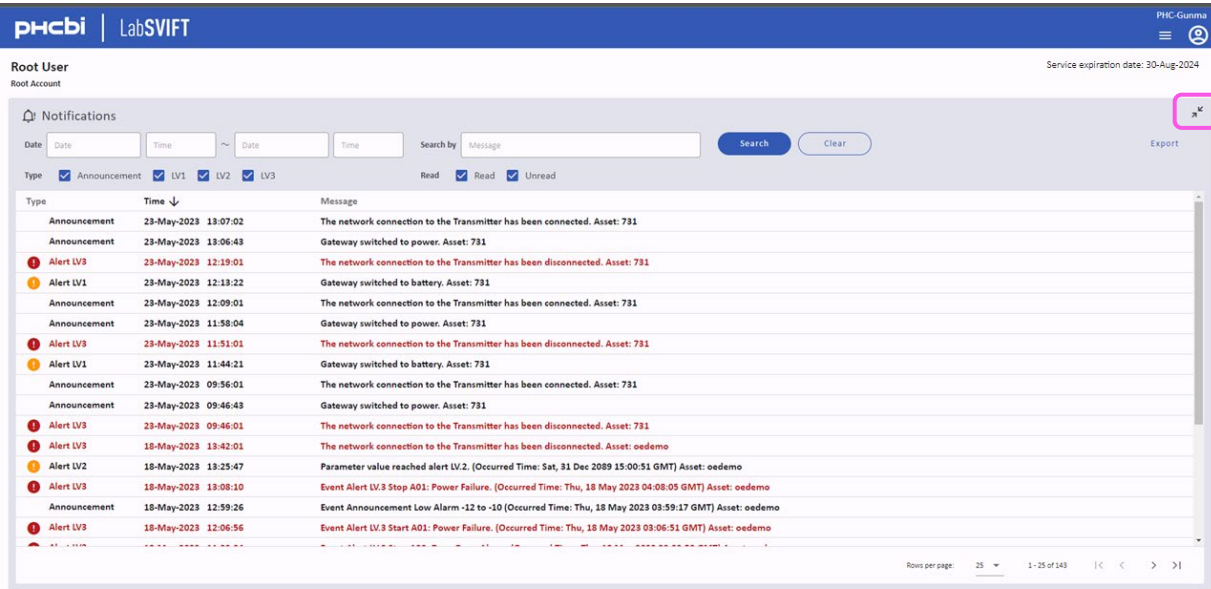 PHC-Gunma
PHCbi | LabSVIFT
Root User
Service expiration date: 30-Aug-2024
Root Account
Notifications
Date Date Time ~ Date Time Search by Message Search Clear Export
Type Announcement LV1 LV2 LV3 Read Read Unread
Type Time Message
Announcement 23-May-2023 13:07:02 The network connection to the Transmitter has been connected. Asset: 731
Announcement 23-May-2023 13:06:43 Gateway switched to power. Asset: 731
Alert LV3 23-May-2023 12:19:01 The network connection to the Transmitter has been disconnected. Asset: 731
Alert LV1 23-May-2023 12:13:22 Gateway switched to battery. Asset: 731
Announcement 23-May-2023 12:09:01 The network connection to the Transmitter has been connected. Asset: 731
Announcement 23-May-2023 11:58:04 Gateway switched to power. Asset: 731
Alert LV3 23-May-2023 11:51:01 The network connection to the Transmitter has been disconnected. Asset: 731
Alert LV1 23-May-2023 11:44:21 Gateway switched to battery. Asset: 731
Announcement 23-May-2023 09:56:01 The network connection to the Transmitter has been connected. Asset: 731
Announcement 23-May-2023 09:46:43 Gateway switched to power. Asset: 731
Alert LV3 23-May-2023 09:46:01 The network connection to the Transmitter has been disconnected. Asset: 731
Alert LV3 18-May-2023 13:42:01 The network connection to the Transmitter has been disconnected. Asset: oedemo
Alert LV2 18-May-2023 13:25:47 Parameter value reached alert LV.2. (Occurred Time: Sat, 31 Dec 2089 15:00:51 GMT) Asset: oedemo
Alert LV3 18-May-2023 13:08:10 Event Alert LV.3 Stop A01: Power Failure. (Occurred Time: Thu, 18 May 2023 04:08:05 GMT) Asset: oedemo
Announcement 18-May-2023 12:59:26 Event Announcement Low Alarm -12 to -10 (Occurred Time: Thu, 18 May 2023 03:59:17 GMT) Asset: oedemo
Alert LV3 18-May-2023 12:06:56 Event Alert LV.3 Start A01: Power Failure. (Occurred Time: Thu, 18 May 2023 03:06:51 GMT) Asset: oedemo
Rows per page: 25 1 - 25 of 143